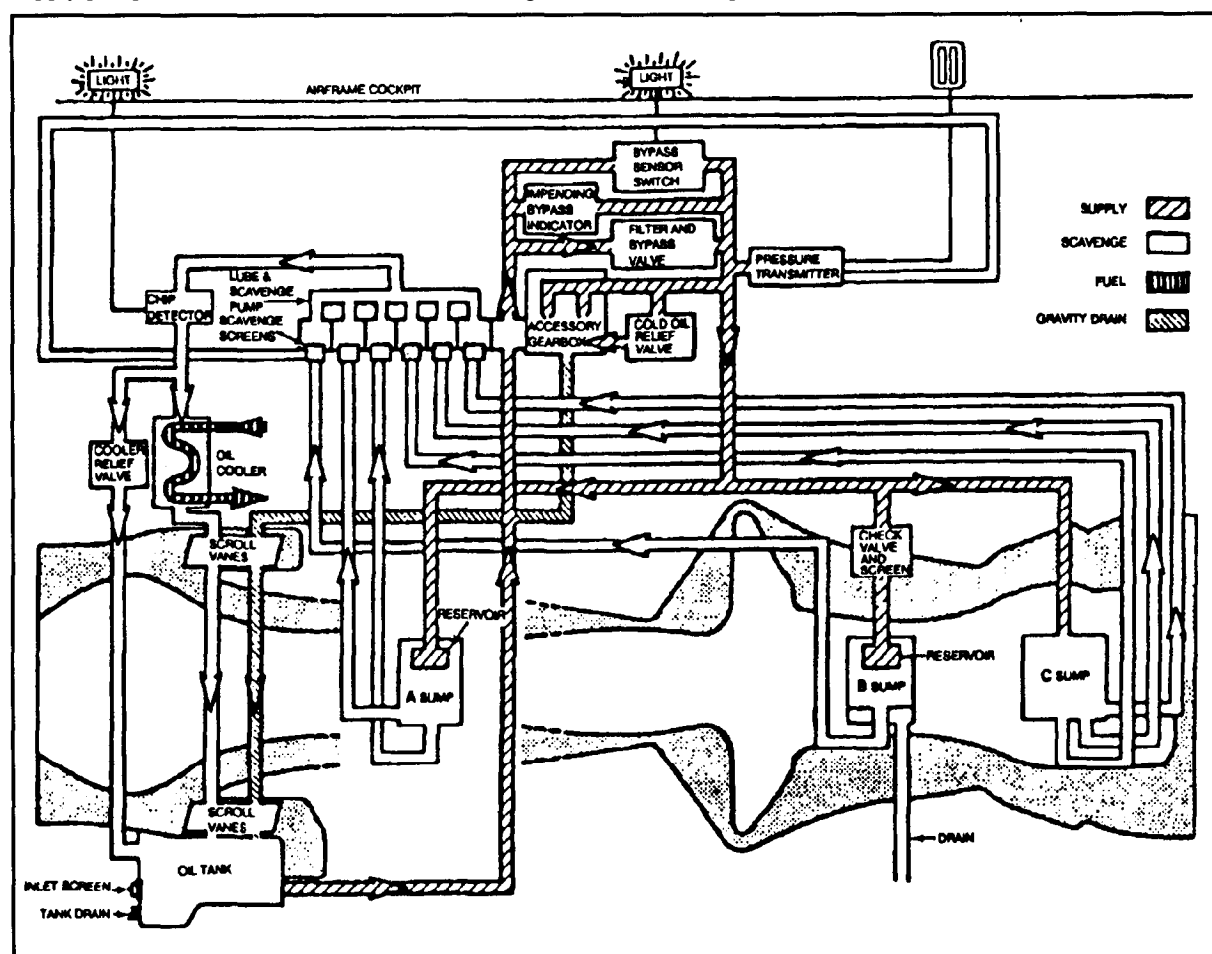 LIGHT
LIGHT
AIRFRAME COCKPIT
BYPASS
SENSOR
SWITCH
IMPENDING
BYPASS
INDICATOR
FILTER AND
BYPASS
VALVE
PRESSURE
TRANSMITTER
SUPPLY
SCAVENGE
FUEL
GRAVITY DRAIN
LUBE &
SCAVENGE
PUMP
SCAVENGE
SCREENS
CHIP
DETECTOR
ACCESSORY
GEARBOX
COLD OIL
RELIEF
VALVE
COOLER
RELIEF
VALVE
OIL
COOLER
SCROLL
VANES
CHECK
VALVE
AND
SCREEN
RESERVOIR
A SUMP
RESERVOIR
B SUMP
C SUMP
SCROLL
VANES
OIL TANK
DRAIN
INLET SCREEN
TANK DRAIN